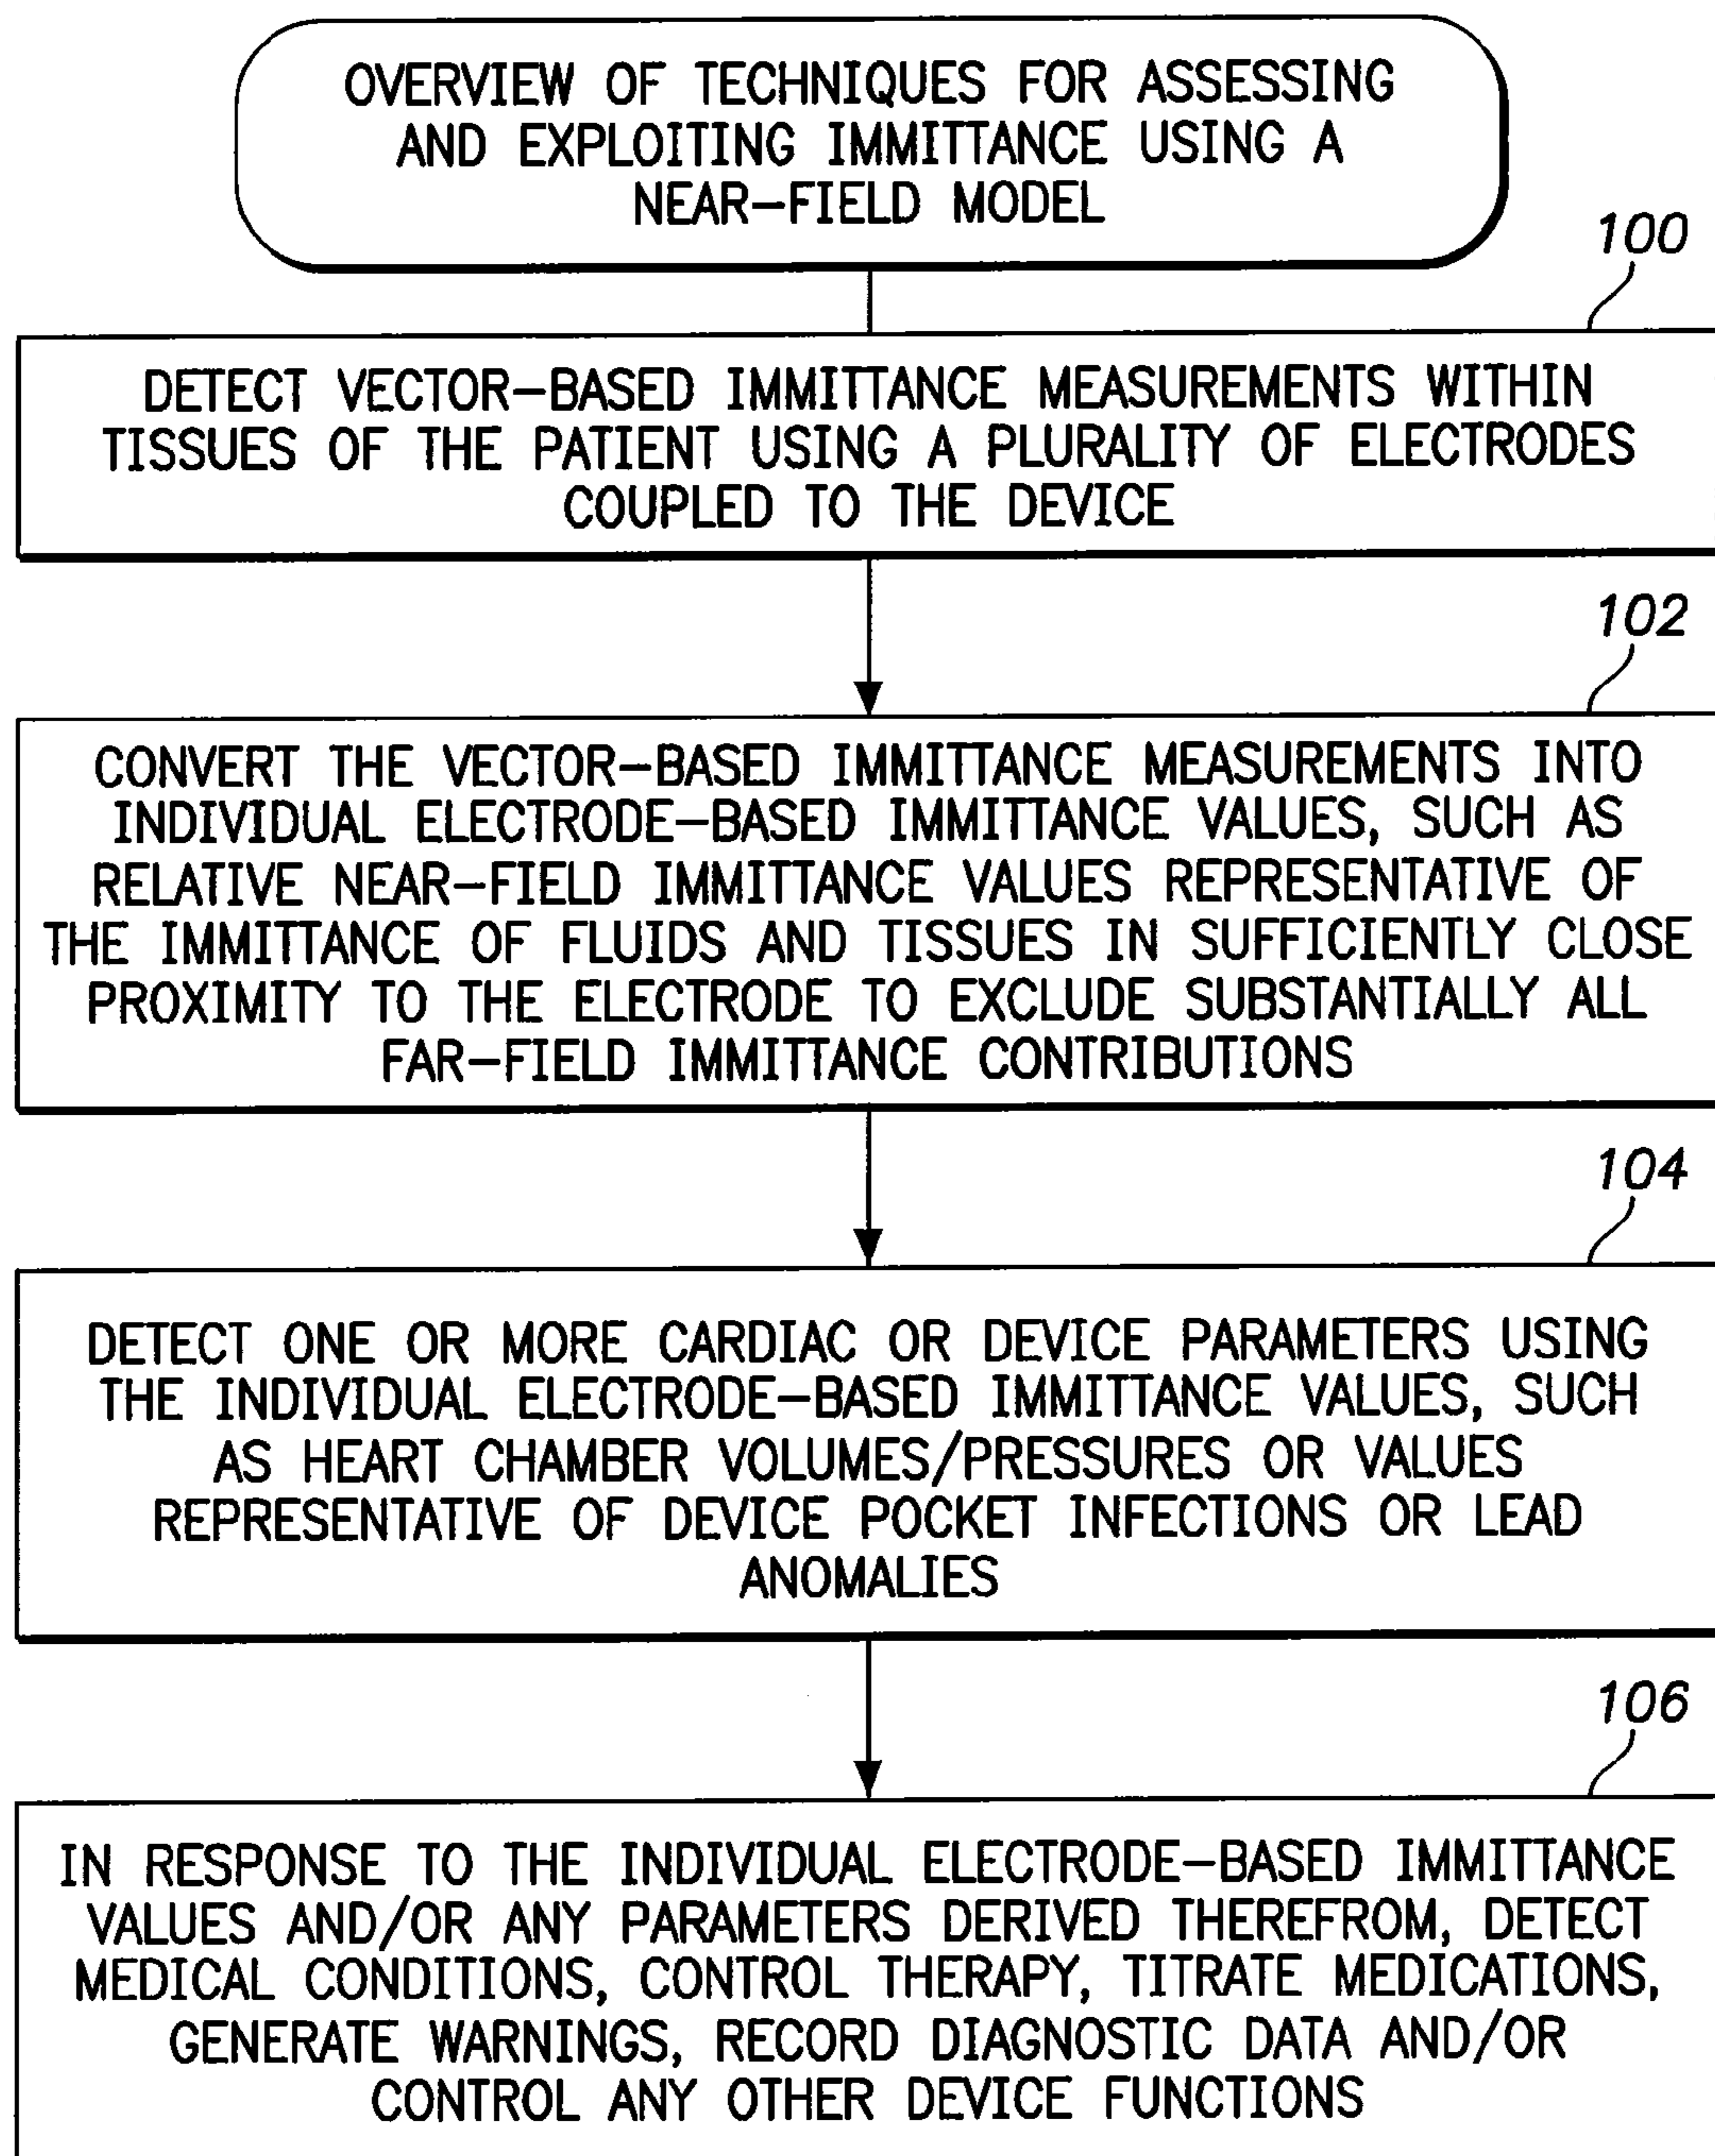 OVERVIEW OF TECHNIQUES FOR ASSESSING
AND EXPLOITING IMMITTANCE USING A
NEAR-FIELD MODEL
100
DETECT VECTOR-BASED IMMITTANCE MEASUREMENTS WITHIN
TISSUES OF THE PATIENT USING A PLURALITY OF ELECTRODES
COUPLED TO THE DEVICE
102
CONVERT THE VECTOR-BASED IMMITTANCE MEASUREMENTS INTO
INDIVIDUAL ELECTRODE-BASED IMMITTANCE VALUES, SUCH AS
RELATIVE NEAR-FIELD IMMITTANCE VALUES REPRESENTATIVE OF
THE IMMITTANCE OF FLUIDS AND TISSUES IN SUFFICIENTLY CLOSE
PROXIMITY TO THE ELECTRODE TO EXCLUDE SUBSTANTIALLY ALL
FAR-FIELD IMMITTANCE CONTRIBUTIONS
104
DETECT ONE OR MORE CARDIAC OR DEVICE PARAMETERS USING
THE INDIVIDUAL ELECTRODE-BASED IMMITTANCE VALUES, SUCH
AS HEART CHAMBER VOLUMES/PRESSURES OR VALUES
REPRESENTATIVE OF DEVICE POCKET INFECTIONS OR LEAD
ANOMALIES
106
IN RESPONSE TO THE INDIVIDUAL ELECTRODE-BASED IMMITTANCE
VALUES AND/OR ANY PARAMETERS DERIVED THEREFROM, DETECT
MEDICAL CONDITIONS, CONTROL THERAPY, TITRATE MEDICATIONS,
GENERATE WARNINGS, RECORD DIAGNOSTIC DATA AND/OR
CONTROL ANY OTHER DEVICE FUNCTIONS